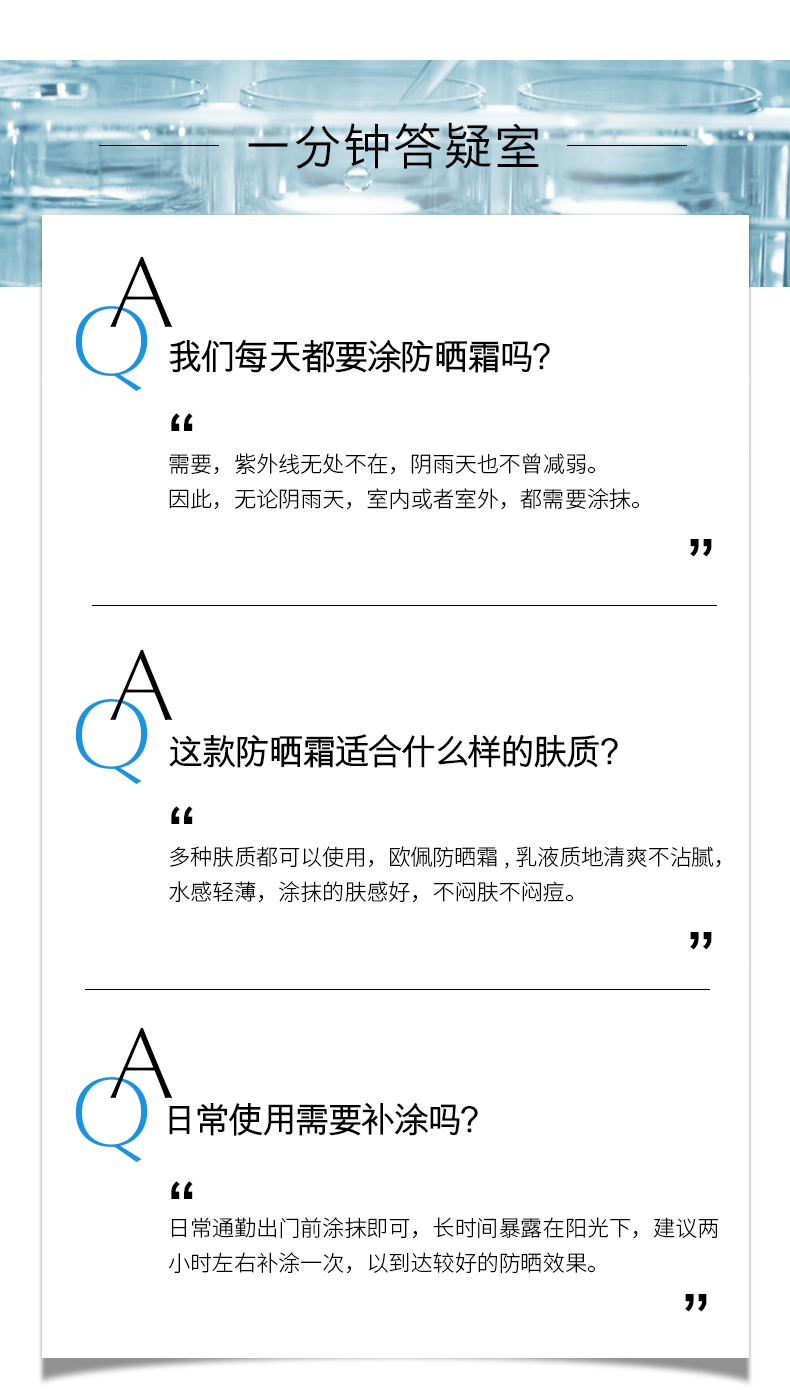 一分钟答疑室
A
Q
我们每天都要涂防晒霜吗？
“
需要，紫外线无处不在，阴雨天也不曾减弱。
因此，无论阴雨天，室内或者室外，都需要涂抹。
”
A
Q
这款防晒霜适合什么样的肤质？
“
多种肤质都可以使用，欧佩防晒霜 , 乳液质地清爽不沾腻，
水感轻薄，涂抹的肤感好，不闷肤不闷痘。
”
A
Q
日常使用需要补涂吗？
“
日常通勤出门前涂抹即可，长时间暴露在阳光下，建议两
小时左右补涂一次，以到达较好的防晒效果。
”